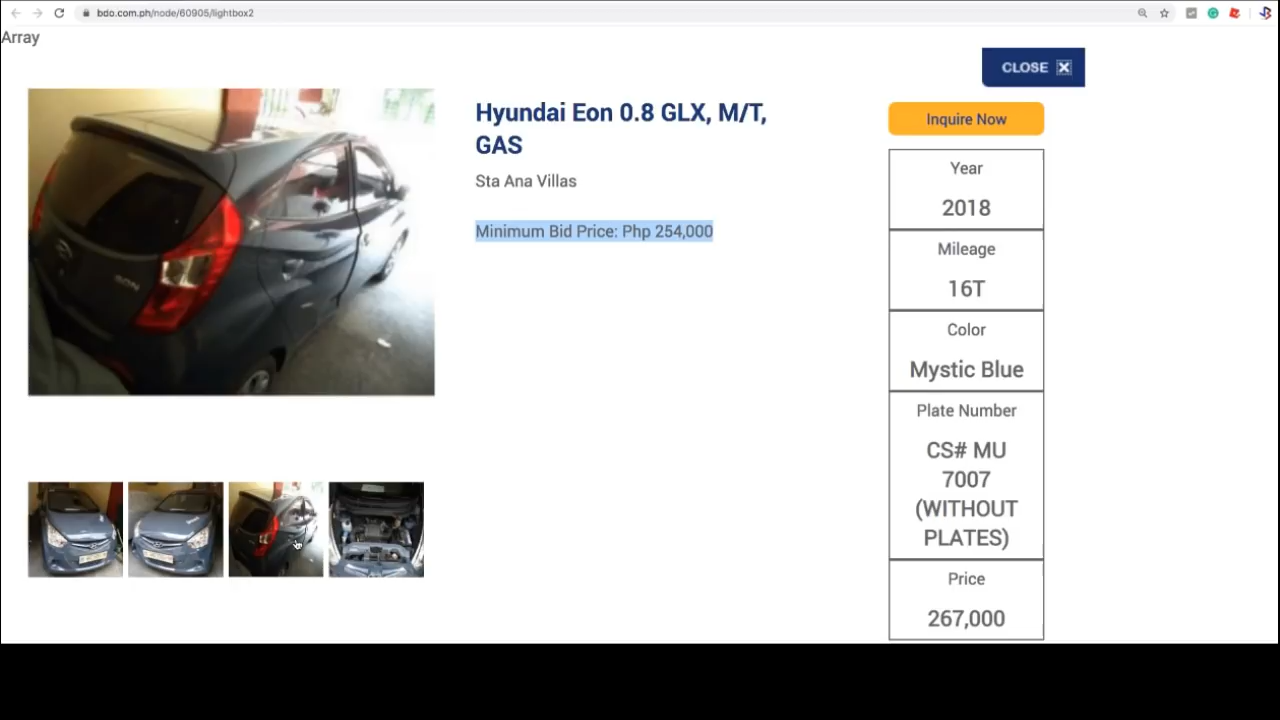 bdo.com.ph/node/60905/lightbox2
Array
CLOSE
Hyundai Eon 0.8 GLX, M/T,
GAS
Sta Ana Villas
Minimum Bid Price: Php 254,000
Inquire Now
Year
2018
Mileage
16T
Color
Mystic Blue
Plate Number
CS# MU
7007
(WITHOUT
PLATES)
Price
267,000
EON